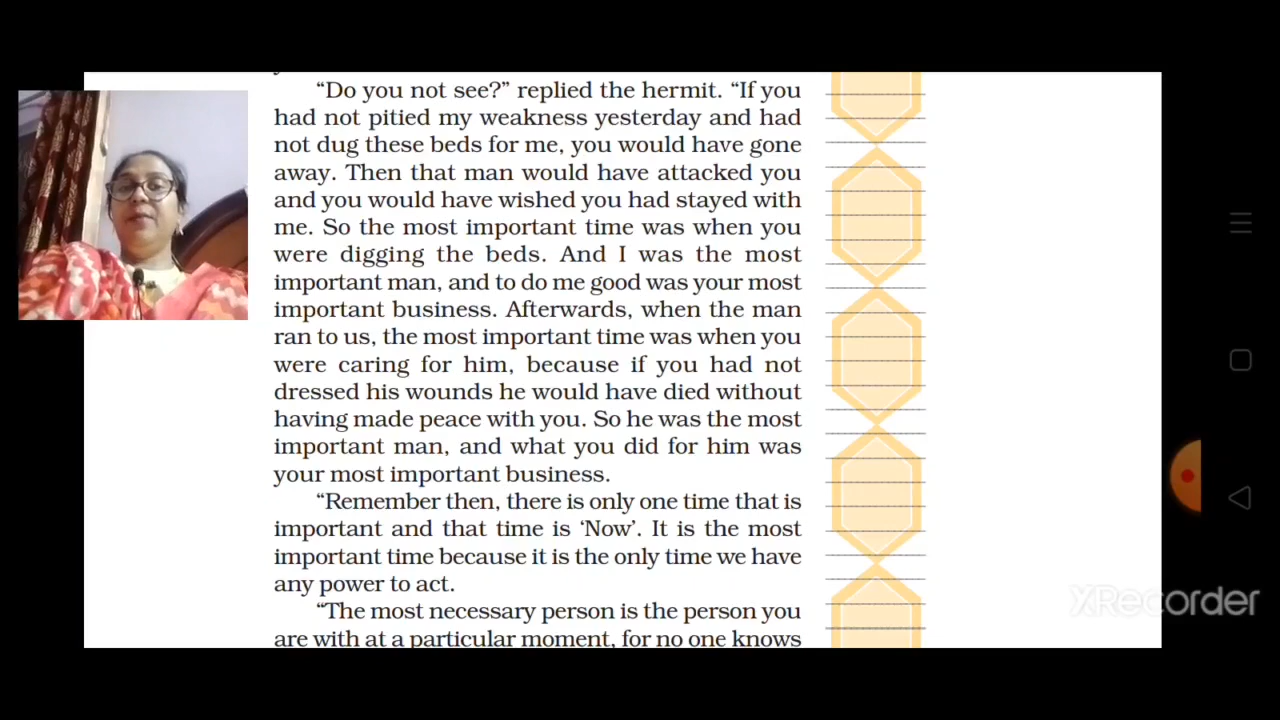 “Do you not see?” replied the hermit. “If you
had not pitied my weakness yesterday and had
not dug these beds for me, you would have gone
away. Then that man would have attacked you
and you would have wished you had stayed with
me. So the most important time was when you
were digging the beds. And I was the most
important man, and to do me good was your most
important business. Afterwards, when the man
ran to us, the most important time was when you
were caring for him, because if you had not
dressed his wounds he would have died without
having made peace with you. So he was the most
important man, and what you did for him was
your most important business.
“Remember then, there is only one time that is
important and that time is ‘Now’. It is the most
important time because it is the only time we have
any power to act.
“The most necessary person is the person you
are with at a particular moment, for no one knows
XRecorder